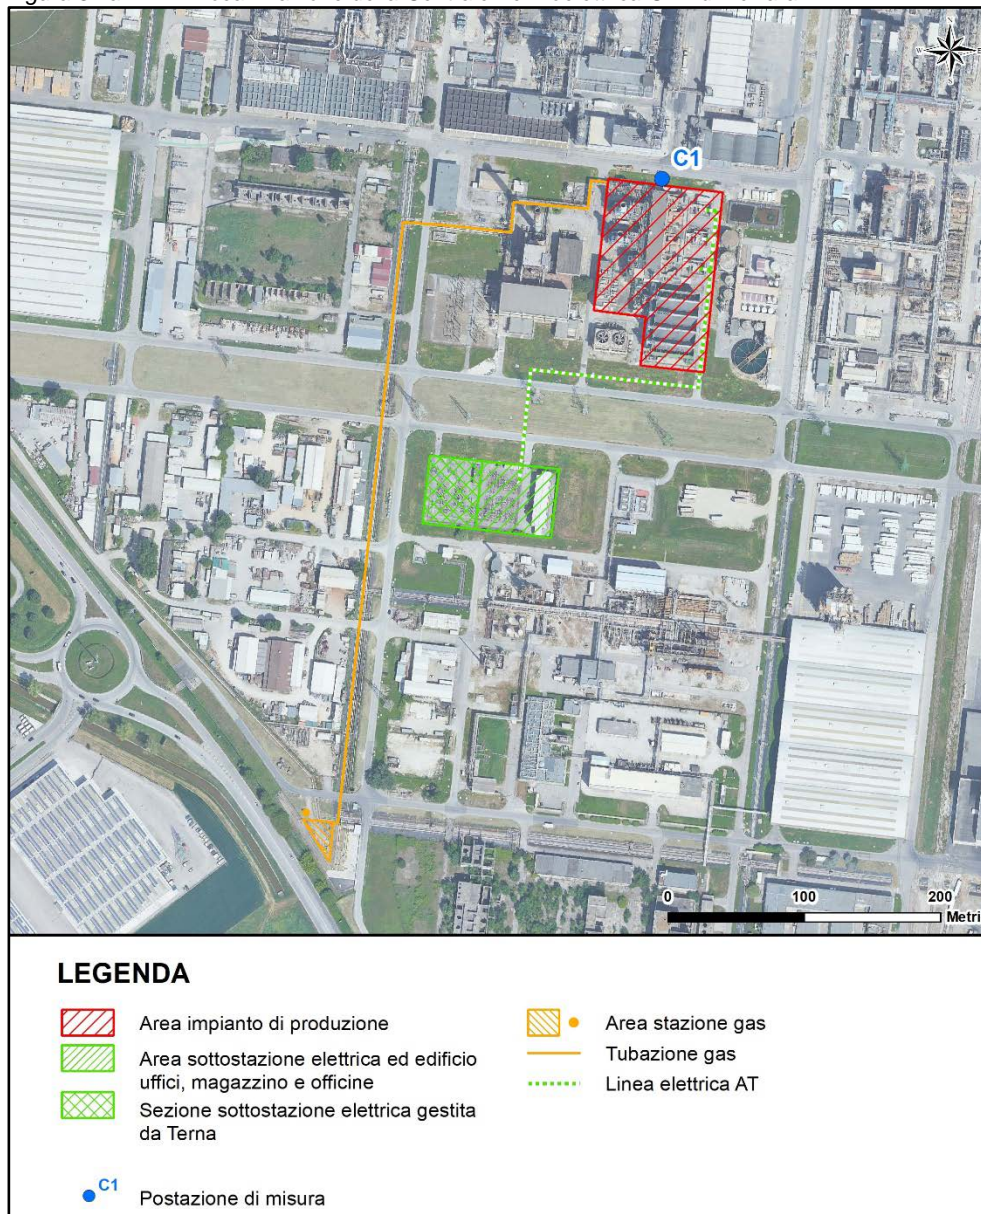 C1
0 100 200
Metri
LEGENDA
Area impianto di produzione
Area sottostazione elettrica ed edificio
uffici, magazzino e officine
Sezione sottostazione elettrica gestita
da Terna
C1
Postazione di misura
Area stazione gas
Tubazione gas
Linea elettrica AT